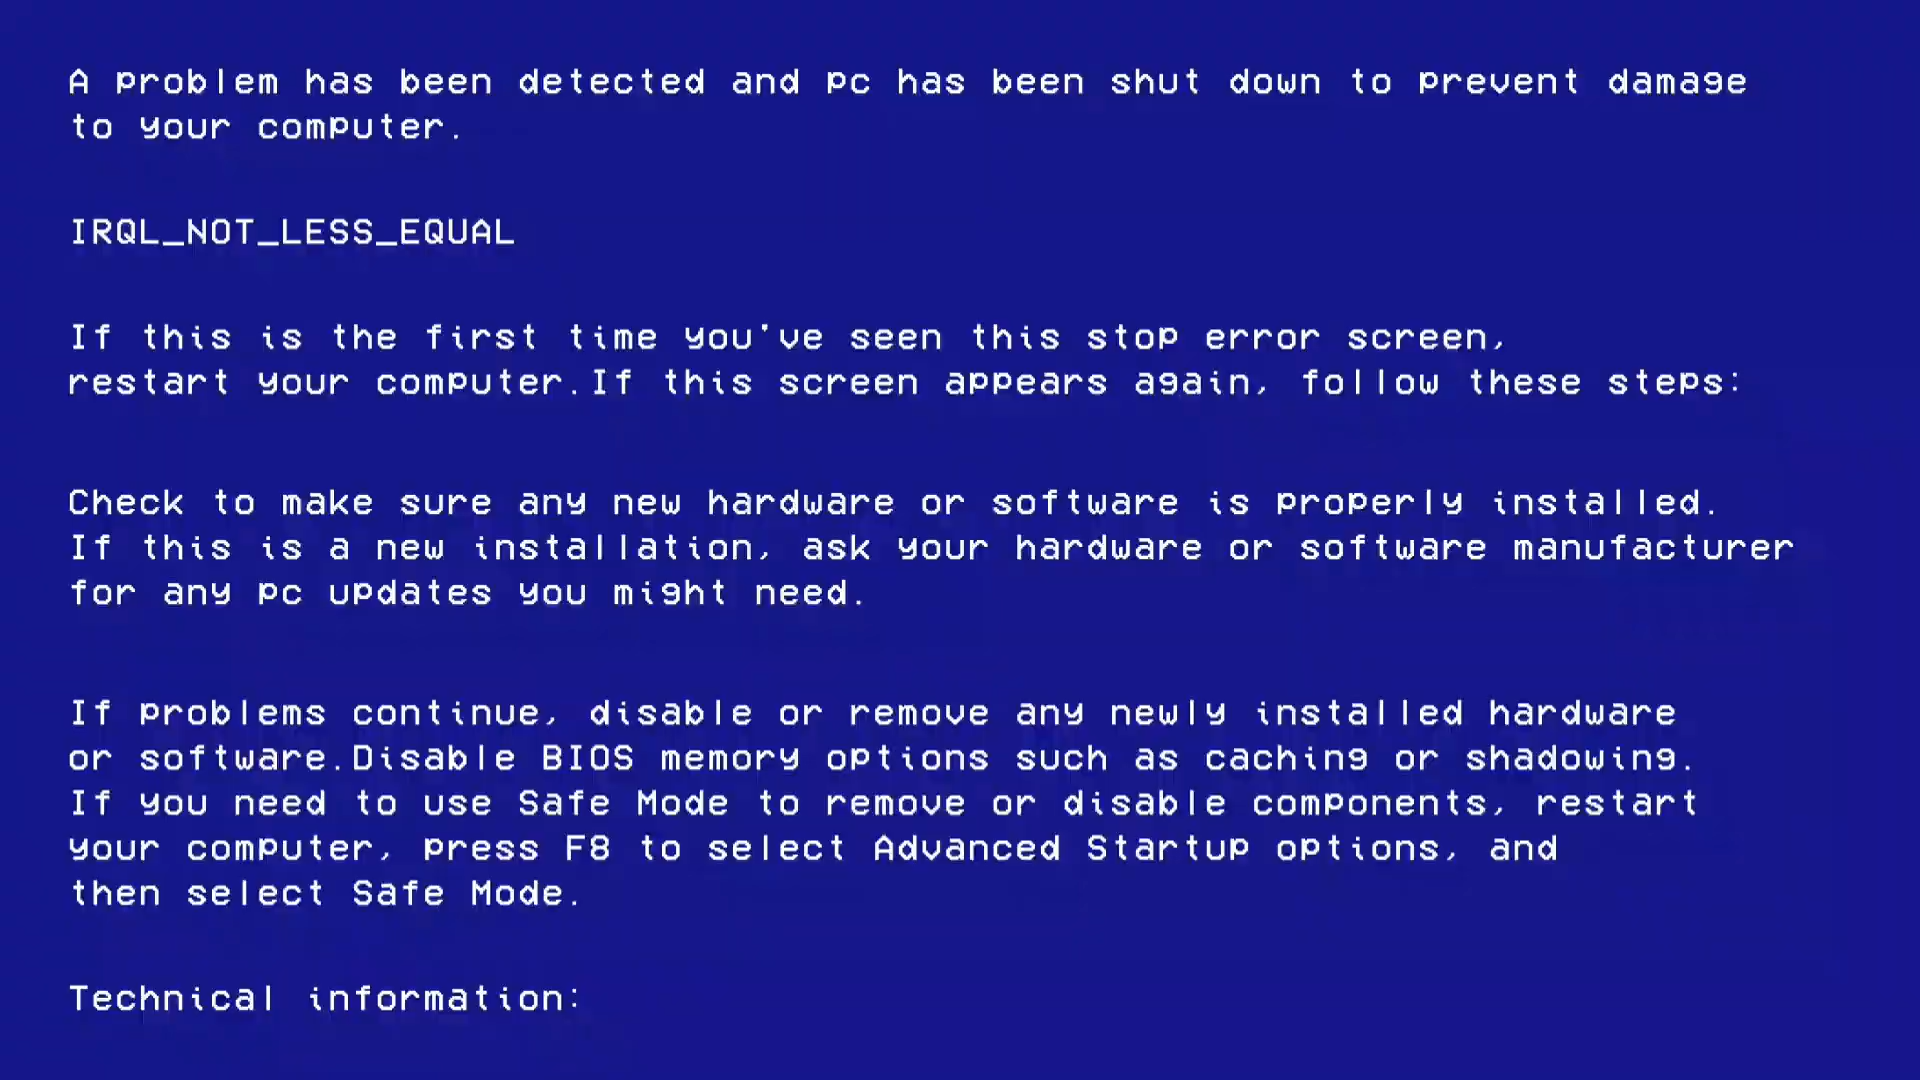 A problem has been detected and pc has been shut down to prevent damage
to your computer.
IRQL_NOT_LESS_EQUAL
If this is the first time you've seen this stop error screen,
restart your computer.If this screen appears again, follow these steps:
Check to make sure any new hardware or software is properly installed.
If this is a new installation, ask your hardware or software manufacturer
for any pc updates you might need.
If problems continue, disable or remove any newly installed hardware
or software.Disable BIOS memory options such as caching or shadowing.
If you need to use Safe Mode to remove or disable components, restart
your computer, press F8 to select Advanced Startup options, and
then select Safe Mode.
Technical information: